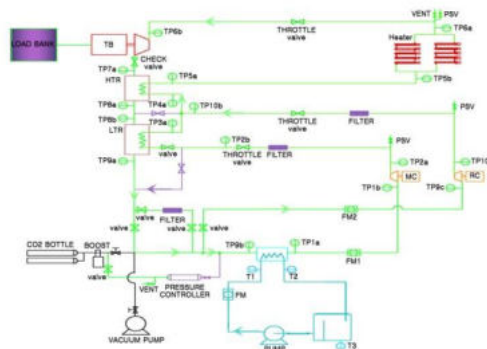 VENT PSV
TP6a
TP6b
THROTTLE
valve
Heater
LOAD BANK
TB
CHECK
valve
TP7a
HTR
TP5a
TP5b
TP8a
TP4a
TP10b
TP8b
TP3a
THROTTLE
valve
FILTER
PSV
LTR
TP2b
PSV
valve
THROTTLE
valve
FILTER
TP9a
TP2a
TP10
MC
RC
TP1b
TP9c
valve
FILTER
valve
valve
valve
FM2
CO2 BOTTLE
BOOST
TP9b
TP1a
FM1
valve
VENT
PRESSURE
CONTROLLER
T1
T2
FM
VACUUM PUMP
PUMP
T3